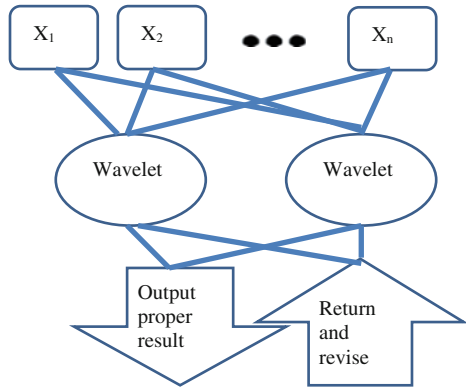 X1
X2
Xn
Wavelet
Wavelet
Output
proper
result
Return
and
revise